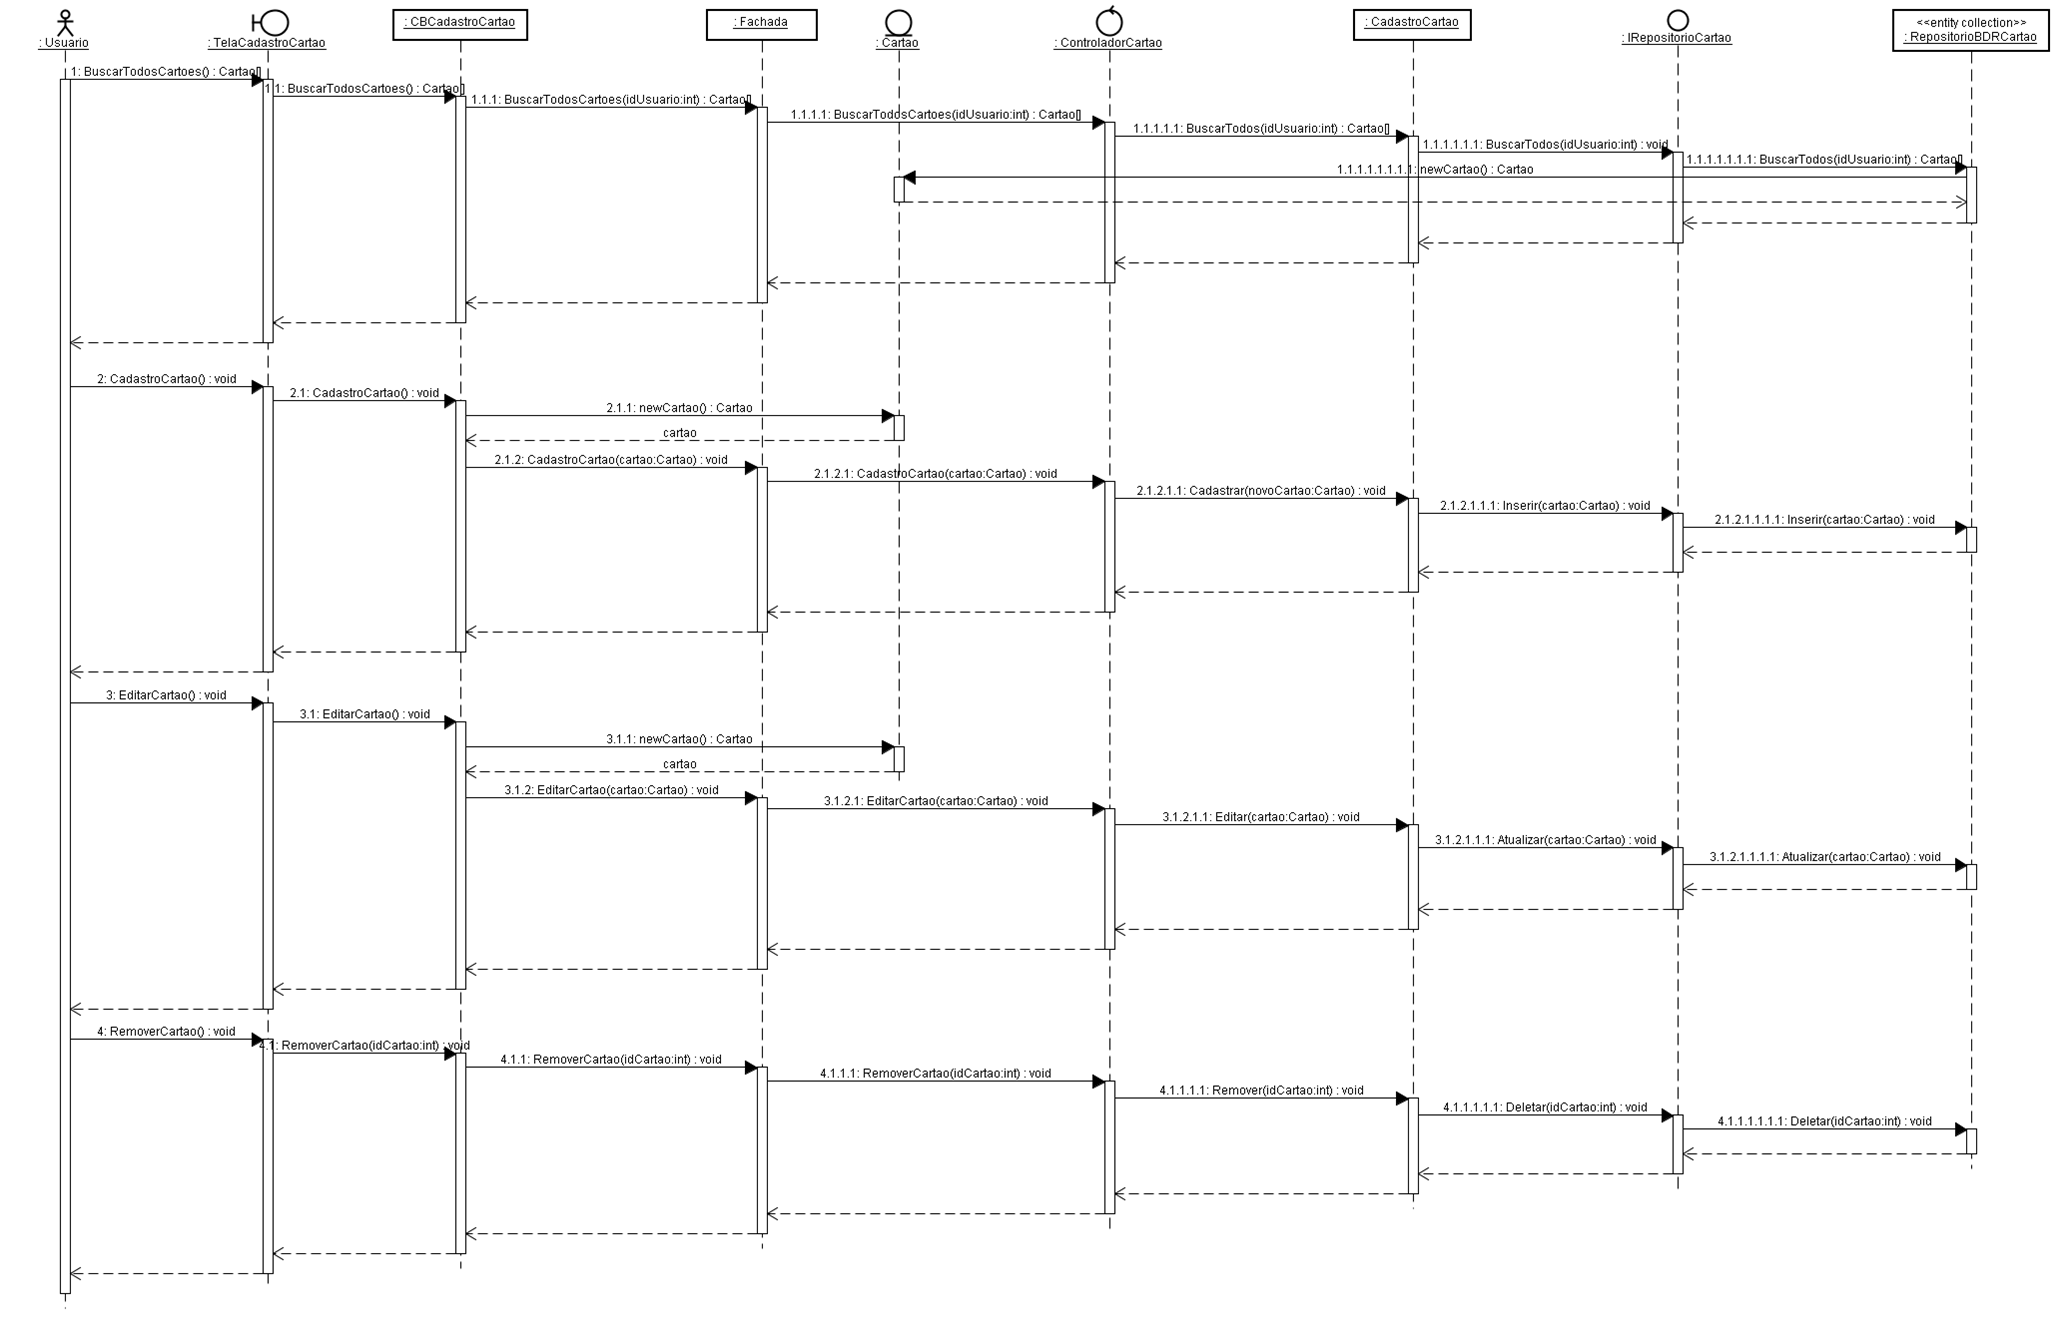 : Usuario
: TelaCadastroCartao
: CBCadastroCartao
: Fachada
: Cartao
: ControladorCartao
: CadastroCartao
: IRepositorioCartao
<<entity collection>>
: RepositorioBDRCartao
1: BuscarTodosCartoes() : Cartao[]
1.1: BuscarTodosCartoes() : Cartao[]
1.1.1: BuscarTodosCartoes(idUsuario:int) : Cartao[]
1.1.1.1: BuscarTodosCartoes(idUsuario:int) : Cartao[]
1.1.1.1.1: BuscarTodos(idUsuario:int) : Cartao[]
1.1.1.1.1.1: BuscarTodos(idUsuario:int) : void
1.1.1.1.1.1.1: BuscarTodos(idUsuario:int) : Cartao[]
1.1.1.1.1.1.1.1: newCartao() : Cartao
2: CadastroCartao() : void
2.1: CadastroCartao() : void
2.1.1: newCartao() : Cartao
cartao
2.1.2: CadastroCartao(cartao:Cartao) : void
2.1.2.1: CadastroCartao(cartao:Cartao) : void
2.1.2.1.1: Cadastrar(novoCartao:Cartao) : void
2.1.2.1.1.1: Inserir(cartao:Cartao) : void
2.1.2.1.1.1.1: Inserir(cartao:Cartao) : void
3: EditarCartao() : void
3.1: EditarCartao() : void
3.1.1: newCartao() : Cartao
cartao
3.1.2: EditarCartao(cartao:Cartao) : void
3.1.2.1: EditarCartao(cartao:Cartao) : void
3.1.2.1.1: Editar(cartao:Cartao) : void
3.1.2.1.1.1: Atualizar(cartao:Cartao) : void
3.1.2.1.1.1.1: Atualizar(cartao:Cartao) : void
4: RemoverCartao() : void
4.1: RemoverCartao(idCartao:int) : void
4.1.1: RemoverCartao(idCartao:int) : void
4.1.1.1: RemoverCartao(idCartao:int) : void
4.1.1.1.1: Remover(idCartao:int) : void
4.1.1.1.1.1: Deletar(idCartao:int) : void
4.1.1.1.1.1.1: Deletar(idCartao:int) : void